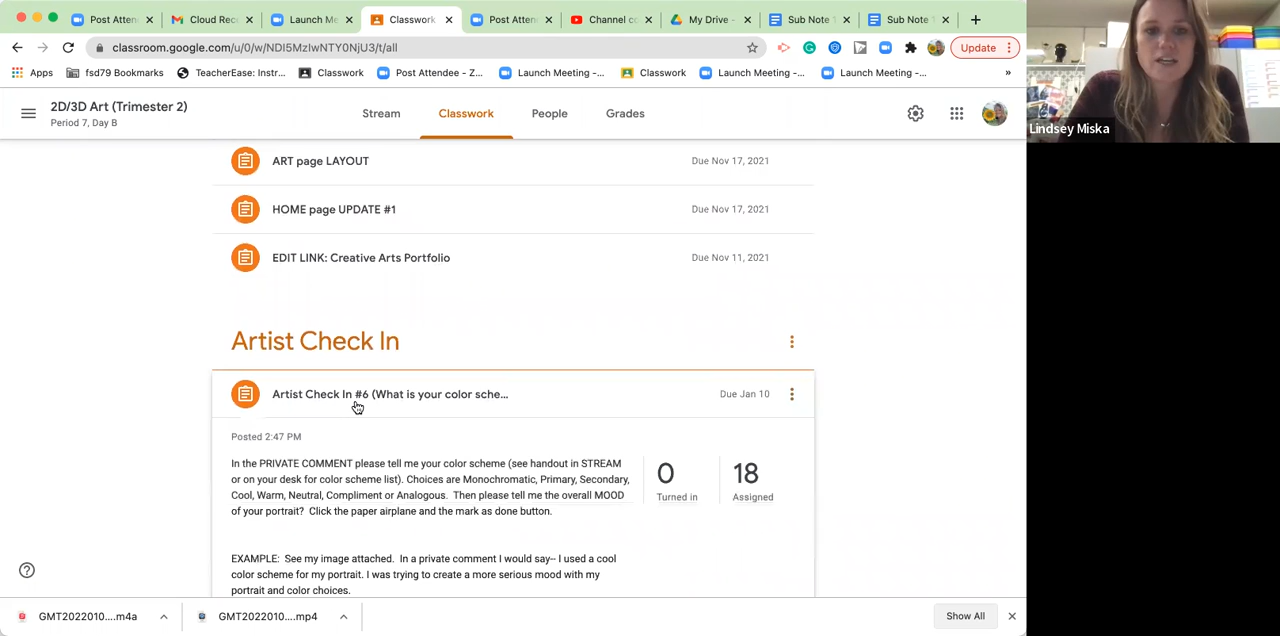 Post Atten
Cloud Rec
Launch Me
Classwork
Post Atten
Channel co
My Drive -
Sub Note
Sub Note
classroom.google.com/u/0/w/NDI5MzIwNTY0NjU3/t/all
Update
Apps
fsd79 Bookmarks
TeacherEase: Instr...
Classwork
Post Attendee - Z...
Launch Meeting -...
Classwork
Launch Meeting -...
Launch Meeting -...
»
2D/3D Art (Trimester 2)
Period 7, Day B
Stream
Classwork
People
Grades
Lindsey Miska
ART page LAYOUT
Due Nov 17, 2021
HOME page UPDATE #1
Due Nov 17, 2021
EDIT LINK: Creative Arts Portfolio
Due Nov 11, 2021
Artist Check In
Artist Check In #6 (What is your color sche...
Due Jan 10
Posted 2:47 PM
In the PRIVATE COMMENT please tell me your color scheme (see handout in STREAM
or on your desk for color scheme list). Choices are Monochromatic, Primary, Secondary,
Cool, Warm, Neutral, Compliment or Analogous. Then please tell me the overall MOOD
of your portrait? Click the paper airplane and the mark as done button.
0
Turned in
18
Assigned
EXAMPLE: See my image attached. In a private comment I would say-- I used a cool
color scheme for my portrait. I was trying to create a more serious mood with my
portrait and color choices.
GMT2022010....m4a
GMT2022010....mp4
Show All